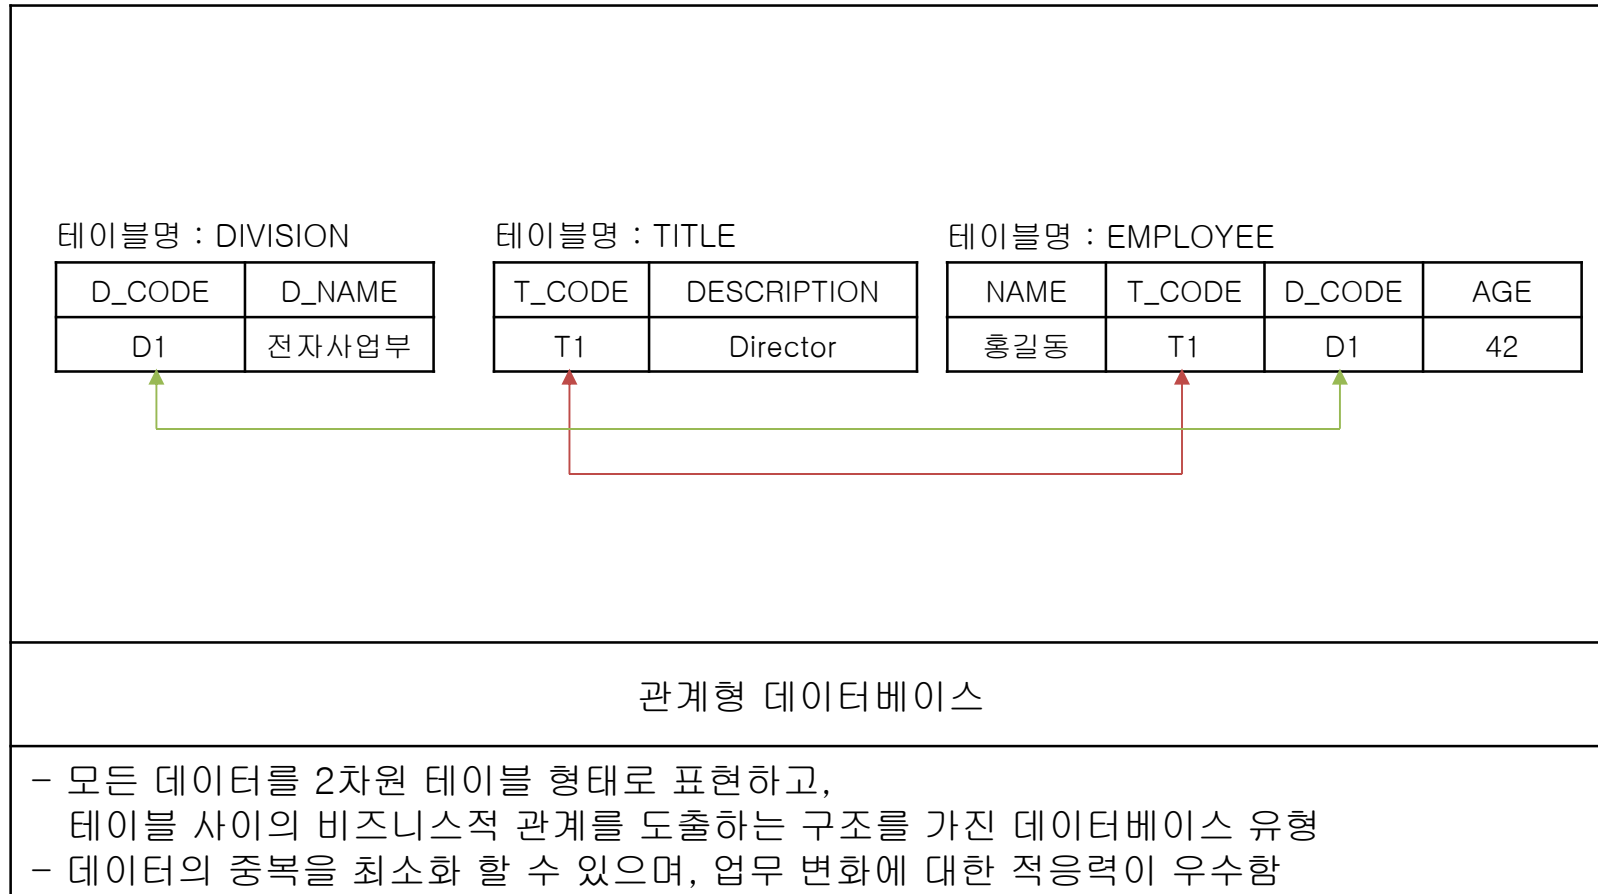 테이블명 : DIVISION
D_CODE D_NAME
D1 전자사업부
테이블명 : TITLE
T_CODE DESCRIPTION
T1 Director
테이블명 : EMPLOYEE
NAME T_CODE D_CODE AGE
홍길동 T1 D1 42
관계형 데이터베이스
- 모든 데이터를 2차원 테이블 형태로 표현하고,
테이블 사이의 비즈니스적 관계를 도출하는 구조를 가진 데이터베이스 유형
- 데이터의 중복을 최소화 할 수 있으며, 업무 변화에 대한 적응력이 우수함